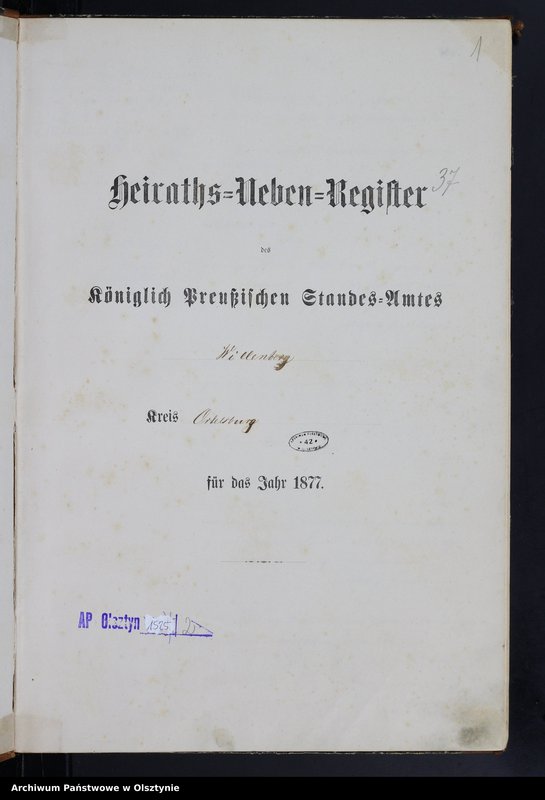 1
Heiraths=Neben=Register 37
des
Königlich Preußischen Standes=Amtes
Willenberg
Kreis Ortelsburg
42
für das Jahr 1877.
AP Olsztyn 1525
Archiwum Państwowe w Olsztynie